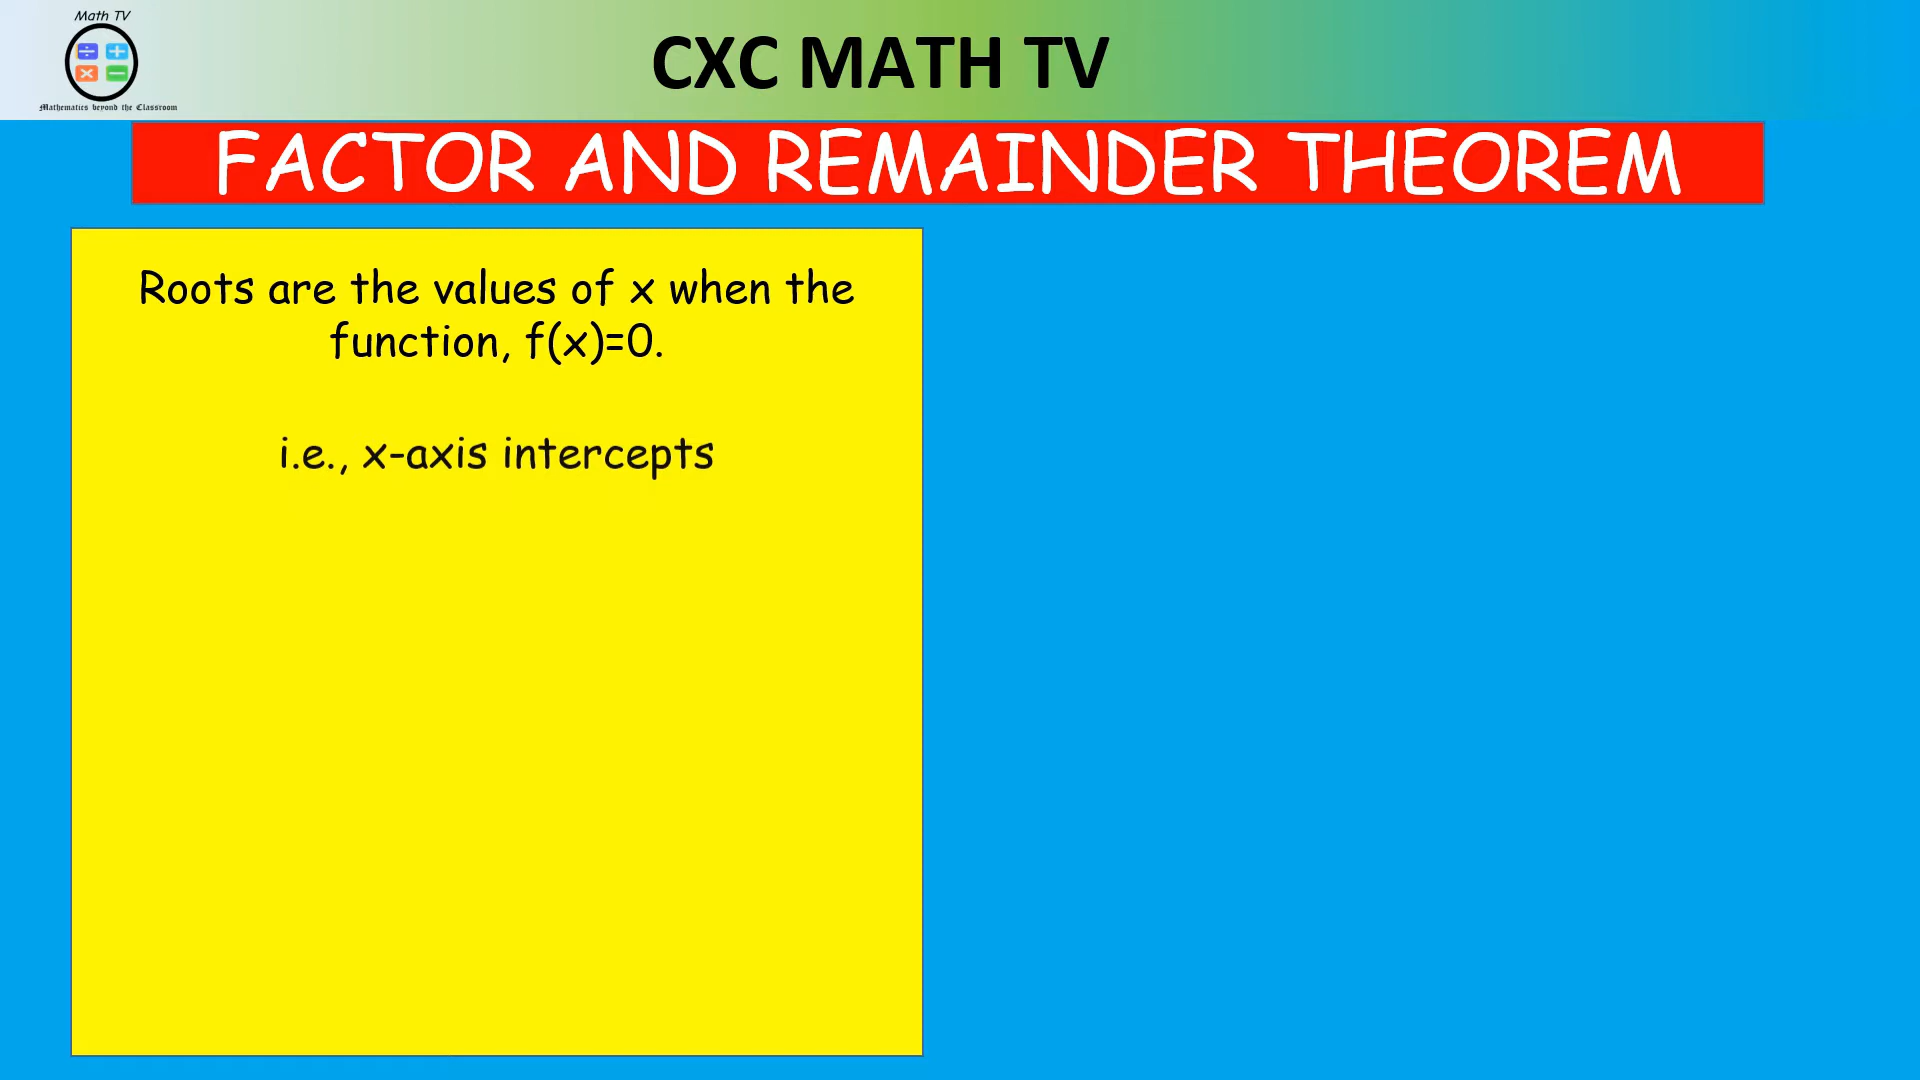 Math TV
Mathematics beyond the Classroom
CXC MATH TV
FACTOR AND REMAINDER THEOREM
Roots are the values of x when the
function, f(x)=0.
i.e., x-axis intercepts